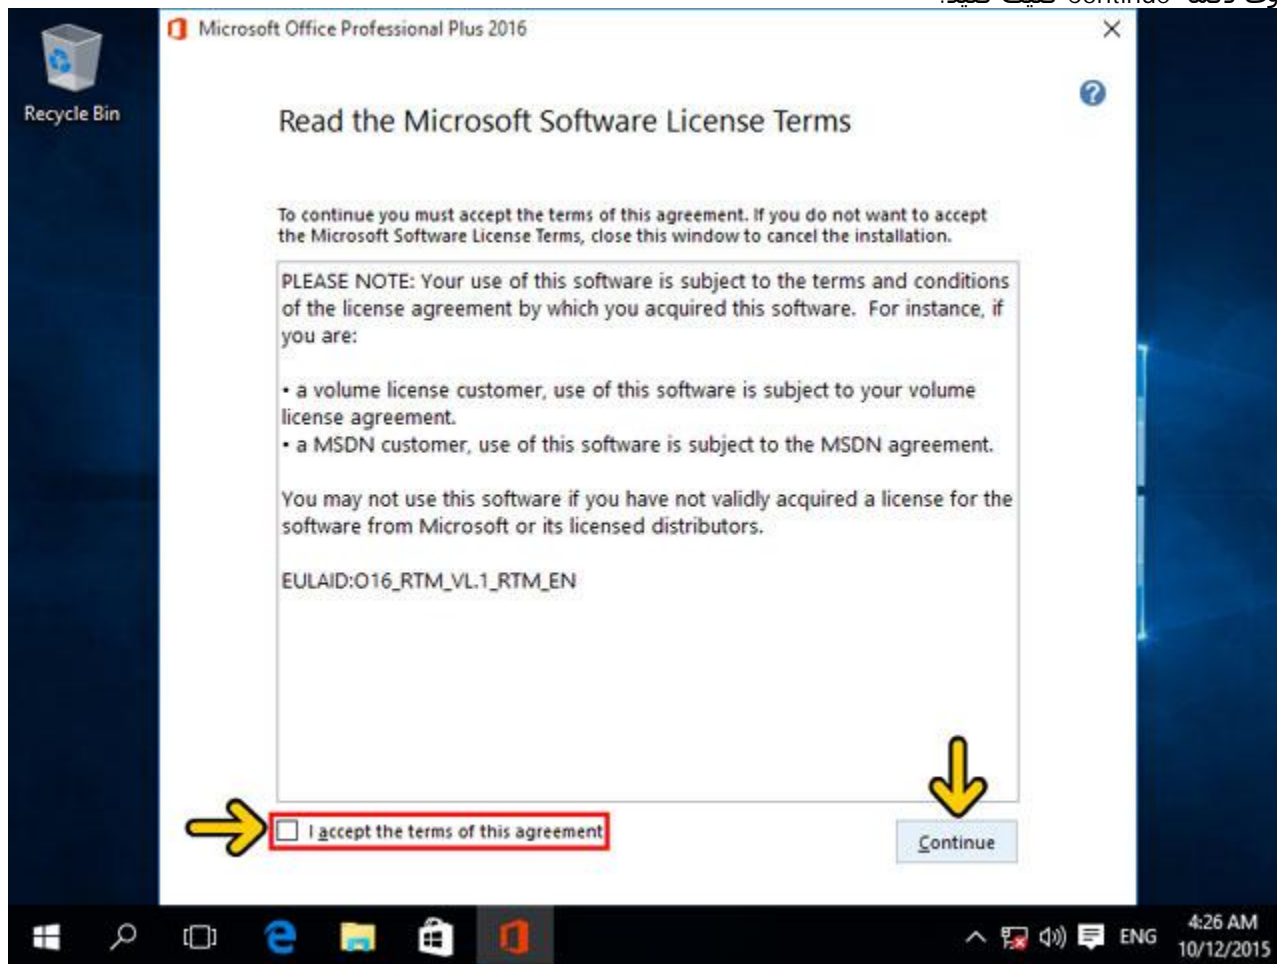 Continue کلیک کنید.
Microsoft Office Professional Plus 2016
Recycle Bin
Read the Microsoft Software License Terms
To continue you must accept the terms of this agreement. If you do not want to accept
the Microsoft Software License Terms, close this window to cancel the installation.
PLEASE NOTE: Your use of this software is subject to the terms and conditions
of the license agreement by which you acquired this software.  For instance, if
you are:
• a volume license customer, use of this software is subject to your volume
license agreement.
• a MSDN customer, use of this software is subject to the MSDN agreement.
You may not use this software if you have not validly acquired a license for the
software from Microsoft or its licensed distributors.
EULAID:O16_RTM_VL.1_RTM_EN
I accept the terms of this agreement
Continue
ENG
4:26 AM
10/12/2015